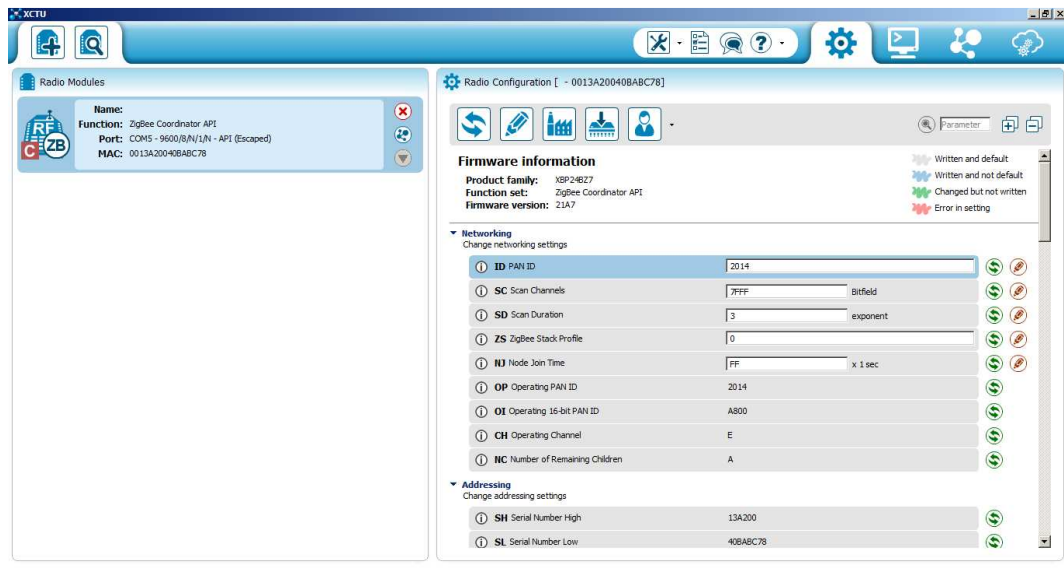 XCTU
Radio Modules
Name:
Function: ZigBee Coordinator API
Port: COM5 - 9600/8/N/1/N - API (Escaped)
MAC: 0013A20040BABC78
RF
C ZB
Radio Configuration [ - 0013A20040BABC78]
Parameter
Firmware information
Product family: XBP24BZ7
Function set: ZigBee Coordinator API
Firmware version: 21A7
Written and default
Written and not default
Changed but not written
Error in setting
Networking
Change networking settings
ID PAN ID 2014
SC Scan Channels 7FFF Bitfield
SD Scan Duration 3 exponent
ZS ZigBee Stack Profile 0
NJ Node Join Time FF x 1 sec
OP Operating PAN ID 2014
OI Operating 16-bit PAN ID A800
CH Operating Channel E
NC Number of Remaining Children A
Addressing
Change addressing settings
SH Serial Number High 13A200
SL Serial Number Low 40BABC78